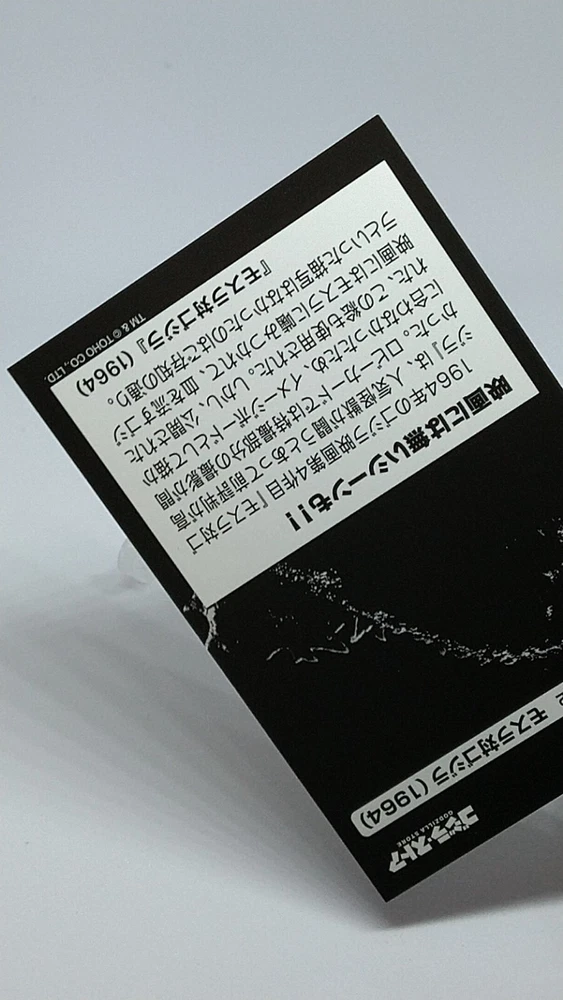 ゴジラ・ストア
GODZILLA STORE
モスラ対ゴジラ (1964)
映画には無いシーンも!!
1964年のゴジラ映画第4作目『モスラ対ゴ
ジラ』は、人気怪獣が闘うとあって前評判が高
かった。ロビーカードでは特撮部分の撮影が間
に合わなかったため、イメージボードとして描か
れた、この絵も使用された。しかし、公開された
映画にはモスラに噛みつかれて、血を流すゴジ
ラといった描写はなかったのはご存知の通り。
『モスラ対ゴジラ』(1964)
TM & © TOHO CO., LTD.